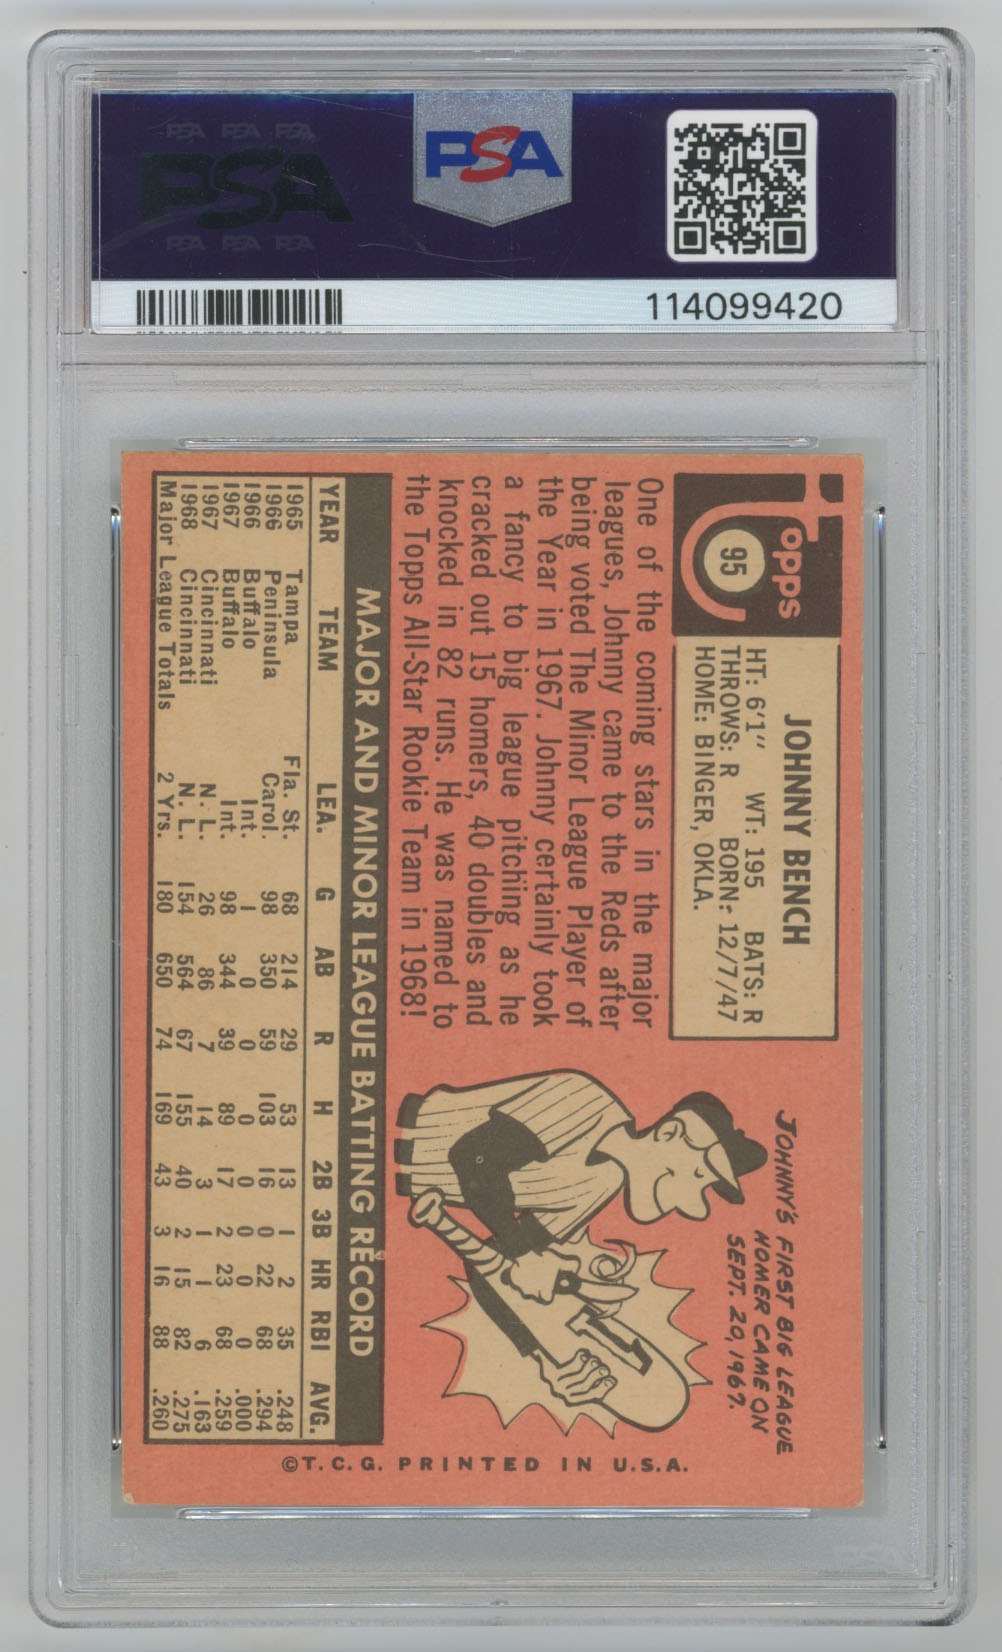 PSA PSA PSA
PSA
PSA PSA PSA
PSA
114099420
Topps
95
JOHNNY BENCH
HT: 6'1" WT: 195 BATS: R
THROWS: R BORN: 12/7/47
HOME: BINGER, OKLA.
One of the coming stars in the major
leagues, Johnny came to the Reds after
being voted The Minor League Player of
the Year in 1967. Johnny certainly took
a fancy to big league pitching as he
cracked out 15 homers, 40 doubles and
knocked in 82 runs. He was named to
the Topps All-Star Rookie Team in 1968!
JOHNNY'S FIRST BIG LEAGUE
HOMER CAME ON
SEPT. 20, 1967.
1
MAJOR AND MINOR LEAGUE BATTING RECORD
YEAR TEAM LEA. G AB R H 2B 3B HR RBI AVG.
1965 Tampa Fla. St. 68 214 29 53 13 1 2 35 .248
1966 Peninsula Carol. 98 350 59 103 16 0 22 68 .294
1966 Buffalo Int. 1 0 0 0 0 0 0 0 .000
1967 Buffalo Int. 98 344 39 89 17 2 23 68 .259
1967 Cincinnati N. L. 26 86 7 14 3 1 1 6 .163
1968 Cincinnati N. L. 154 564 67 155 40 2 15 82 .275
Major League Totals 2 Yrs. 180 650 74 169 43 3 16 88 .260
©T.C.G. PRINTED IN U.S.A.